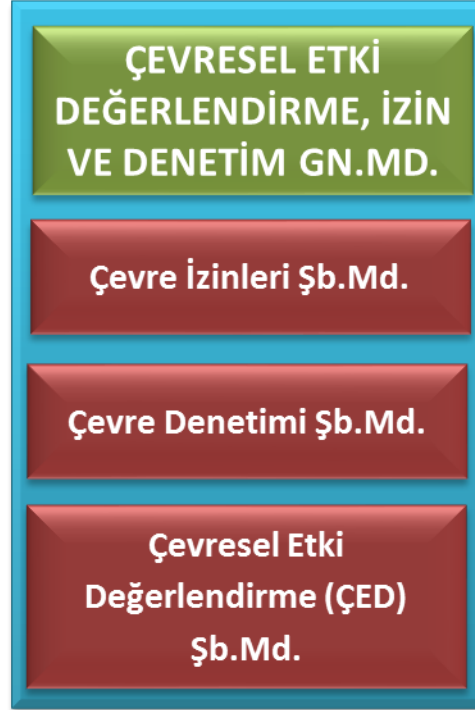 ÇEVRESEL ETKİ
DEĞERLENDİRME, İZİN
VE DENETİM GN.MD.
Çevre İzinleri Şb.Md.
Çevre Denetimi Şb.Md.
Çevresel Etki
Değerlendirme (ÇED)
Şb.Md.